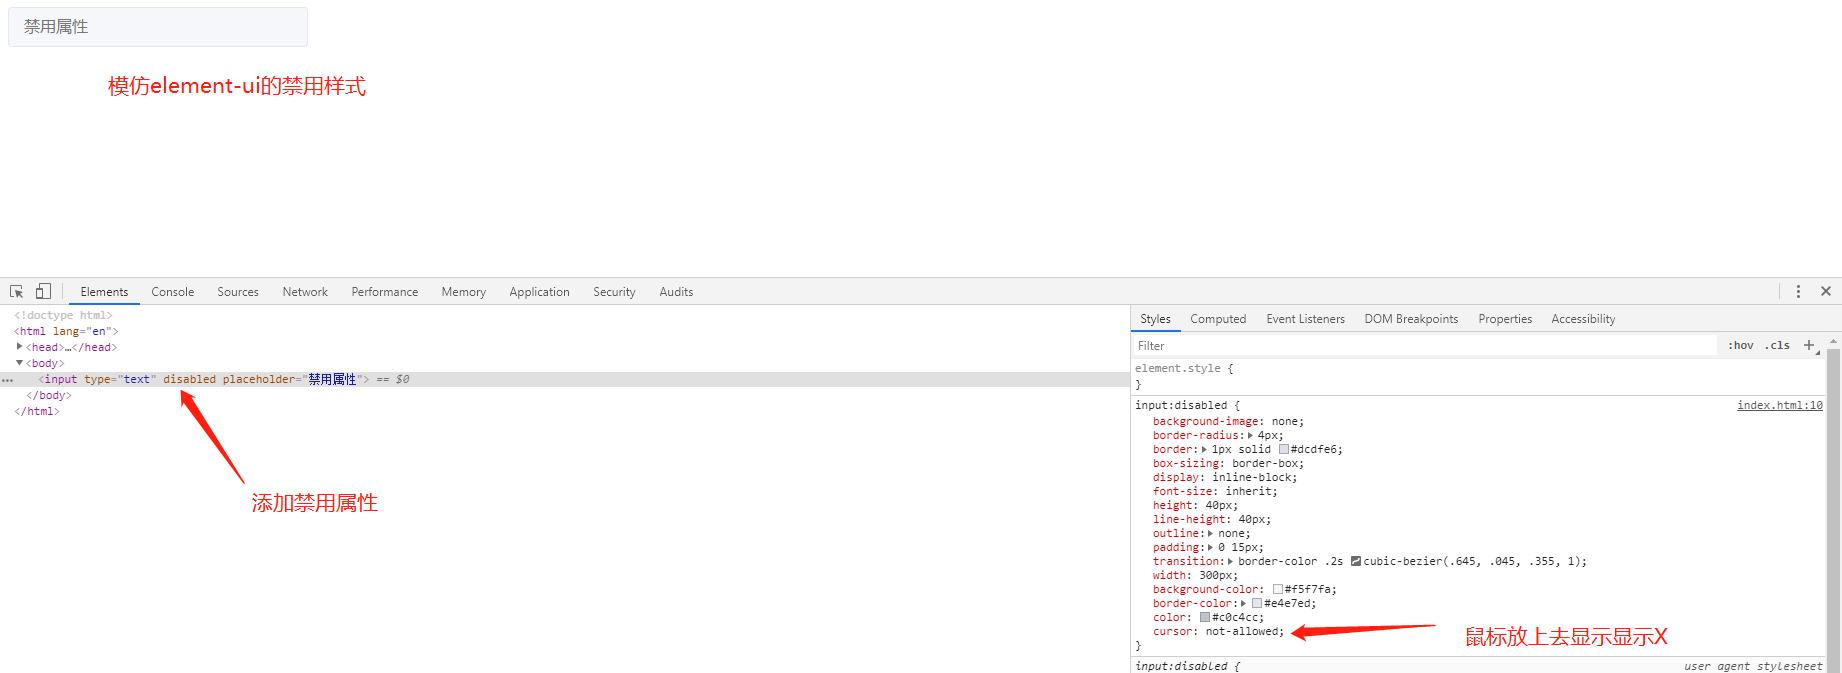 禁用属性
模仿element-ui的禁用样式
Elements Console Sources Network Performance Memory Application Security Audits
<!doctype html>
<html lang="en">
<head>…</head>
<body>
<input type="text" disabled placeholder="禁用属性"> == $0
</body>
</html>
添加禁用属性
Styles Computed Event Listeners DOM Breakpoints Properties Accessibility
Filter :hov .cls +
element.style {
}
input:disabled { index.html:10
background-image: none;
border-radius: 4px;
border: 1px solid #dcdfe6;
box-sizing: border-box;
display: inline-block;
font-size: inherit;
height: 40px;
line-height: 40px;
outline: none;
padding: 0 15px;
transition: border-color .2s cubic-bezier(.645, .045, .355, 1);
width: 300px;
background-color: #f5f7fa;
border-color: #e4e7ed;
color: #c0c4cc;
cursor: not-allowed;
鼠标放上去显示显示X
}
input:disabled { user agent stylesheet